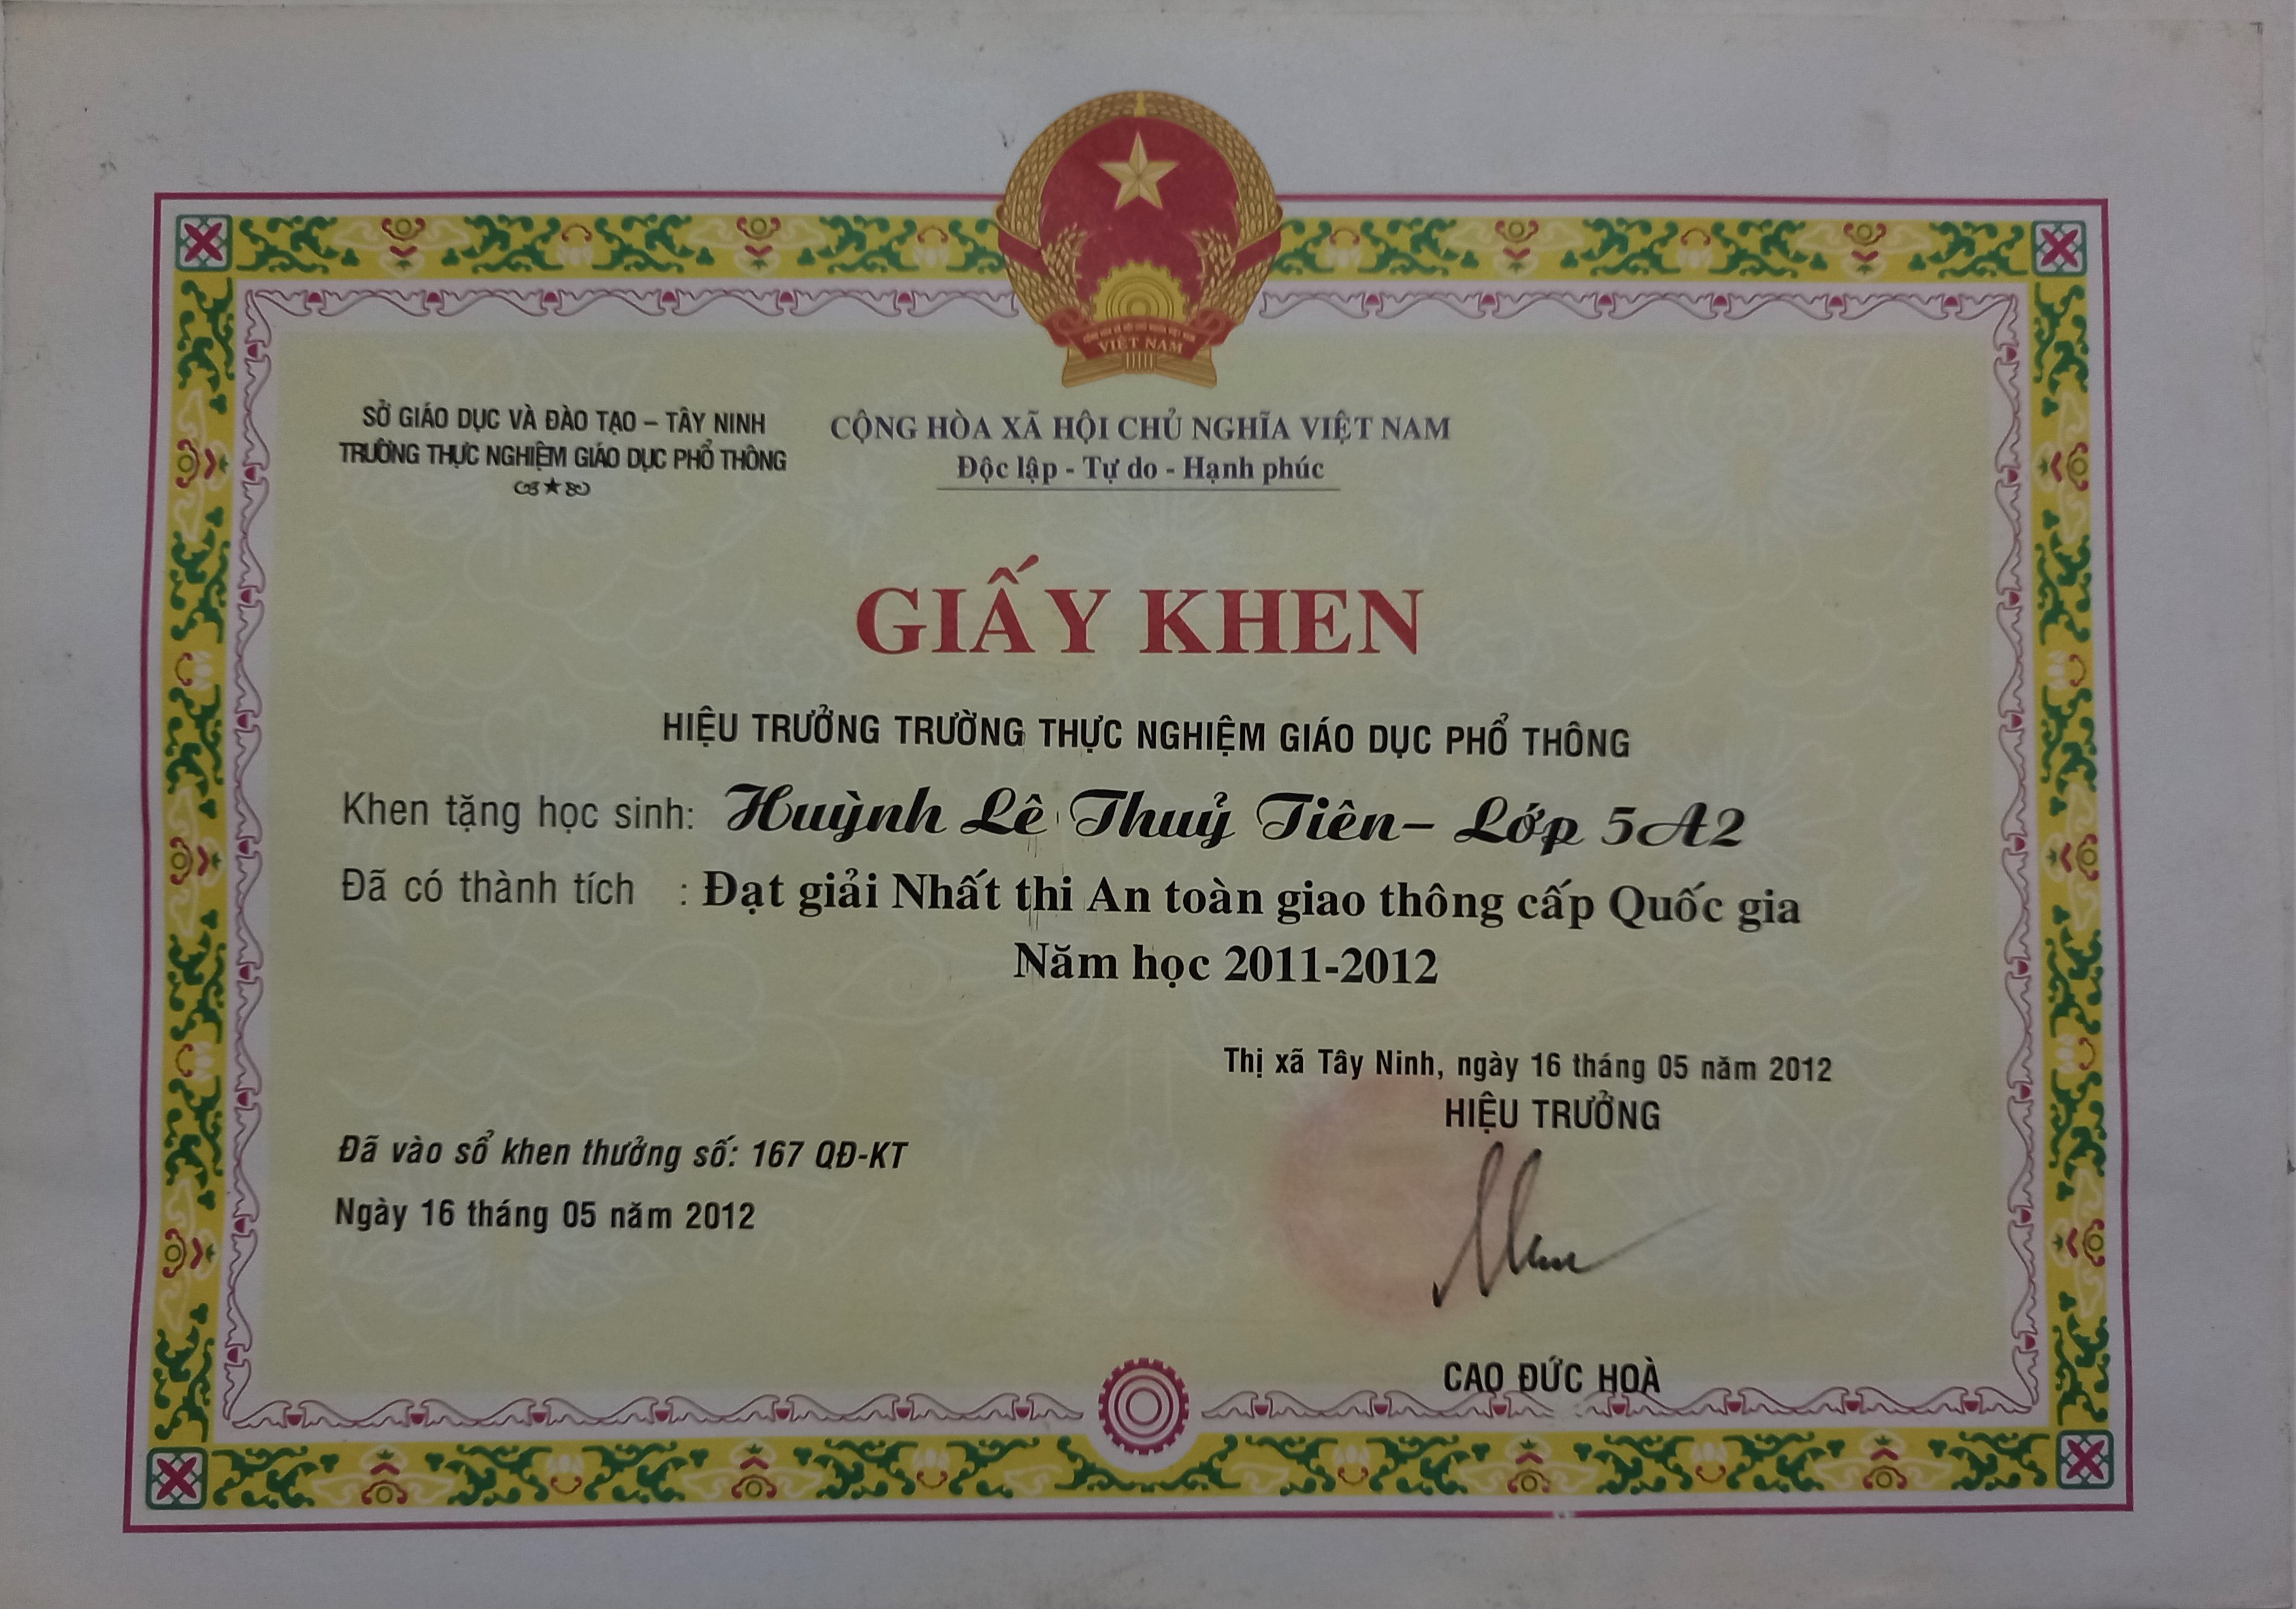 VIỆT NAM
SỞ GIÁO DỤC VÀ ĐÀO TẠO – TÂY NINH
TRƯỜNG THỰC NGHIỆM GIÁO DỤC PHỔ THÔNG
CỘNG HÒA XÃ HỘI CHỦ NGHĨA VIỆT NAM
Độc lập - Tự do - Hạnh phúc
GIẤY KHEN
HIỆU TRƯỞNG TRƯỜNG THỰC NGHIỆM GIÁO DỤC PHỔ THÔNG
Khen tặng học sinh: Huỳnh Lê Thuỷ Tiên – Lớp 5A2
Đã có thành tích : Đạt giải Nhất thi An toàn giao thông cấp Quốc gia
Năm học 2011-2012
Thị xã Tây Ninh, ngày 16 tháng 05 năm 2012
HIỆU TRƯỞNG
Đã vào sổ khen thưởng số: 167 QĐ-KT
Ngày 16 tháng 05 năm 2012
CAO ĐỨC HOÀ